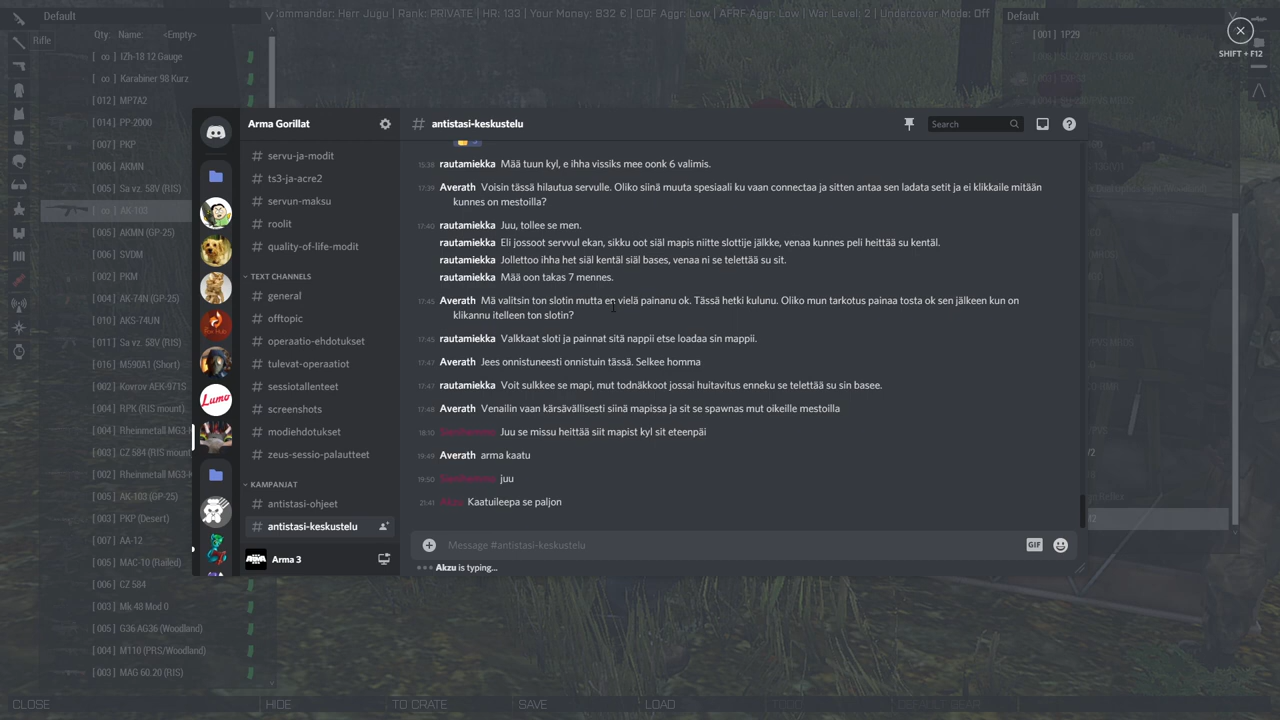 Default
Commander: Herr Jugu | Rank: PRIVATE | HR: 133 | Your Money: 832 € | CDF Aggr: Low | AFRF Aggr: Low | War Level: 2 | Undercover Mode: Off
Default
SHIFT + F12
Rifle
Qty: Name: <Empty>
[ ∞ ] IZh-18 12 Gauge
[ ∞ ] Karabiner 98 Kurz
[ 012 ] MP7A2
[ 014 ] PP-2000
[ 007 ] PKP
[ 006 ] AKMN
[ 005 ] Sa vz. 58V (RIS)
[ ∞ ] AK-103
[ 005 ] AKMN (GP-25)
[ 006 ] SVDM
[ 002 ] PKM
[ 004 ] AK-74N (GP-25)
[ 010 ] AKS-74UN
[ 011 ] Sa vz. 58V (RIS)
[ 016 ] M590A1 (Short)
[ 002 ] Kovrov AEK-971S
[ 004 ] RPK (RIS mount)
[ 004 ] Rheinmetall MG3-
[ 003 ] CZ 584 (RIS mount)
[ 002 ] Rheinmetall MG3-
[ 005 ] AK-103 (GP-25)
[ 003 ] PKP (Desert)
[ 007 ] AA-12
[ 005 ] MAC-10 (Railed)
[ 006 ] CZ 584
[ 003 ] Mk 48 Mod 0
[ 005 ] G36 AG36 (Woodland)
[ 004 ] M110 (PRS/Woodland)
[ 003 ] MAG 60.20 (RIS)
[ 001 ] 1P29
Arma Gorillat
# servu-ja-modit
# ts3-ja-acre2
# servun-maksu
# roolit
# quality-of-life-modit
TEXT CHANNELS
# general
# offtopic
# operaatio-ehdotukset
# tulevat-operaatiot
# sessiotallenteet
# screenshots
# modiehdotukset
# zeus-sessio-palautteet
KAMPANJAT
# antistasi-ohjeet
# antistasi-keskustelu
Lumo
ARMA
Arma 3
# antistasi-keskustelu
Search
15:38 rautamiekka Mää tuun kyl, e ihha vissiks mee oonk 6 valimis.
17:39 Averath Voisin tässä hilautua servulle. Oliko siinä muuta spesiaali ku vaan connectaa ja sitten antaa sen ladata setit ja ei klikkaile mitään
kunnes on mestoilla?
17:40 rautamiekka Juu, tollee se men.
rautamiekka Eli jossoot servvul ekan, sikku oot siäl mapis niitte slottije jälkke, venaa kunnes peli heittää su kentäl.
rautamiekka Jollettoo ihha het siäl kentäl siäl bases, venaa ni se telettää su sit.
rautamiekka Mää oon takas 7 mennes.
17:45 Averath Mä valitsin ton slotin mutta en vielä painanu ok. Tässä hetki kulunu. Oliko mun tarkotus painaa tosta ok sen jälkeen kun on
klikannu itelleen ton slotin?
17:45 rautamiekka Valkkaat sloti ja painnat sitä nappii etse loadaa sin mappii.
17:47 Averath Jees onnistuneesti onnistuin tässä. Selkee homma
17:47 rautamiekka Voit sulkkee se mapi, mut todnäkkoot jossai huitavitus enneku se telettää su sin basee.
17:48 Averath Venailin vaan kärsävällisesti siinä mapissa ja sit se spawnas mut oikeille mestoilla
18:10 Juu se missu heittää siit mapist kyl sit eteenpäi
19:49 Averath arma kaatu
19:50 juu
21:41 Akzu Kaatuileepa se paljon
Message #antistasi-keskustelu
GIF
Akzu is typing...
CLOSE
HIDE
TO CRATE
SAVE
LOAD